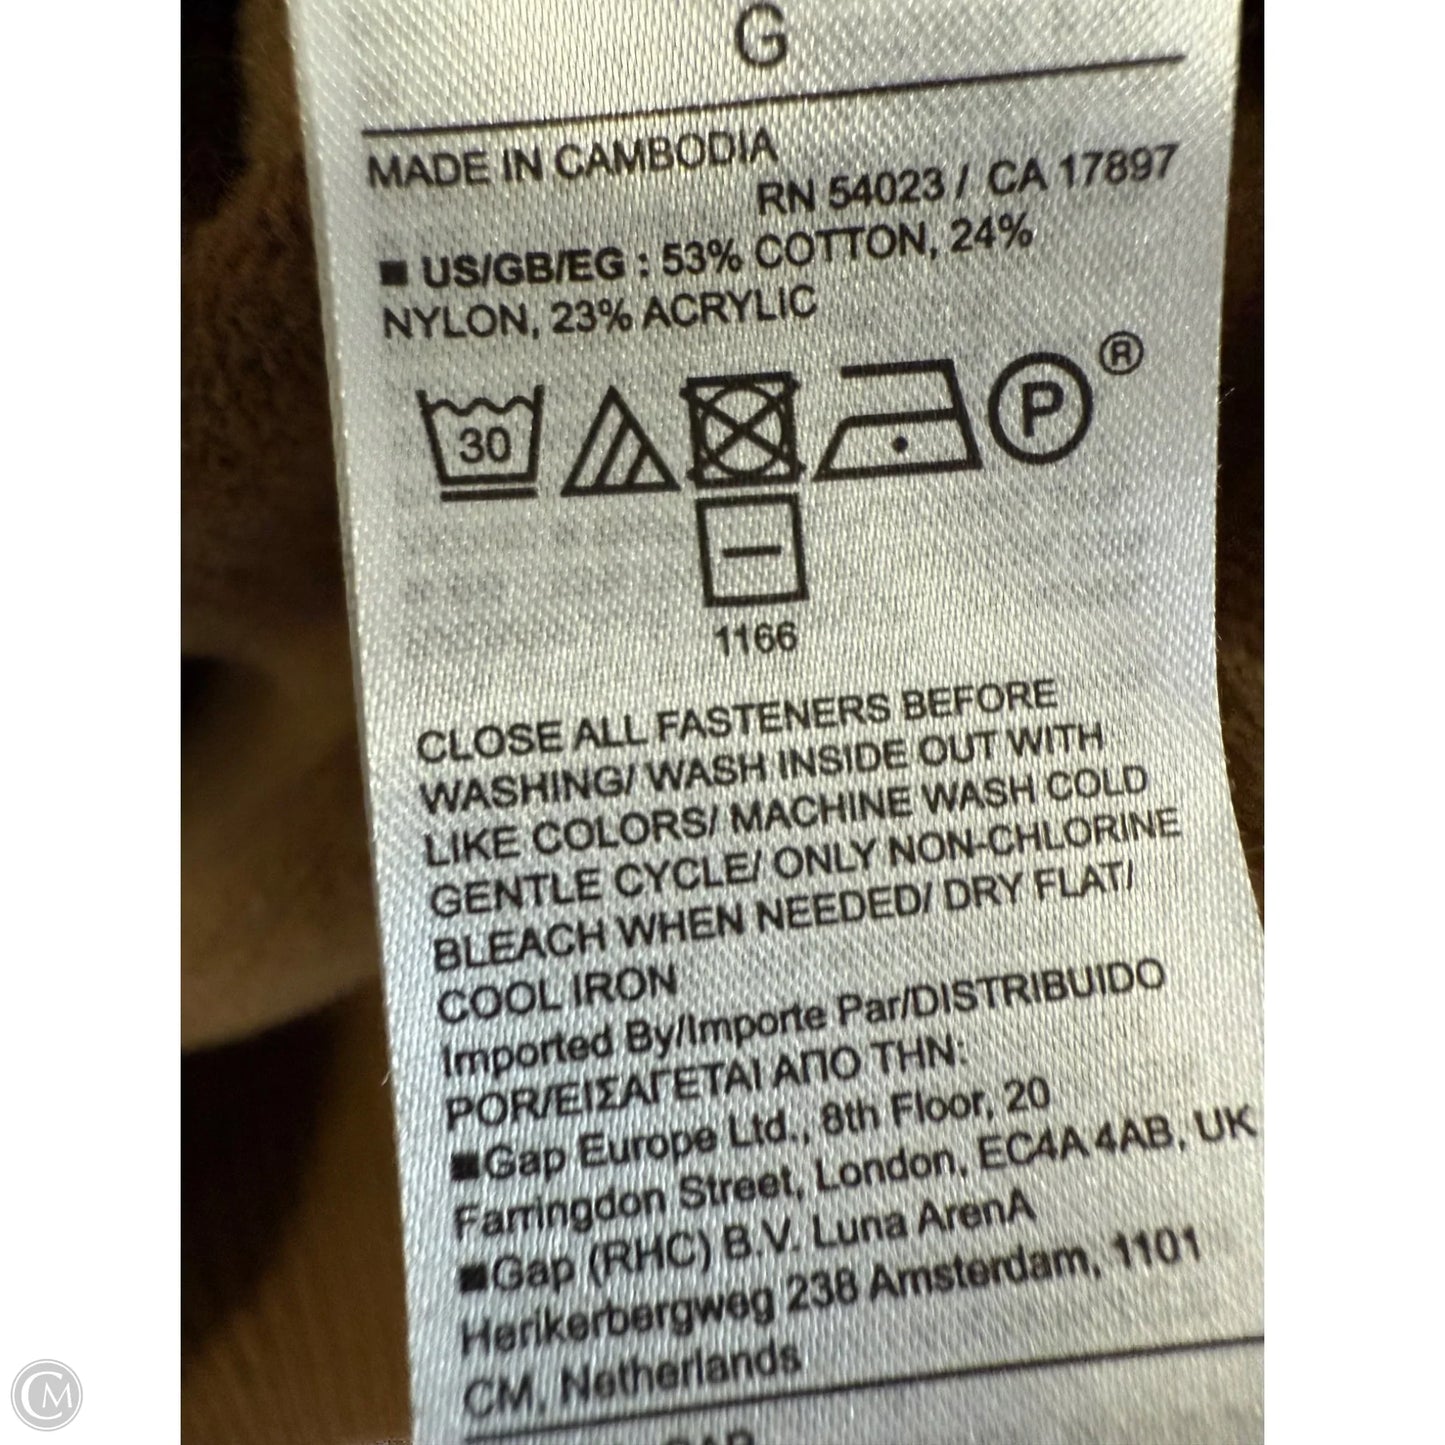 G
MADE IN CAMBODIA
RN 54023 / CA 17897
■ US/GB/EG : 53% COTTON, 24%
NYLON, 23% ACRYLIC
30
P ®
1166
CLOSE ALL FASTENERS BEFORE
WASHING/ WASH INSIDE OUT WITH
LIKE COLORS/ MACHINE WASH COLD
GENTLE CYCLE/ ONLY NON-CHLORINE
BLEACH WHEN NEEDED/ DRY FLAT/
COOL IRON
Imported By/Importe Par/DISTRIBUIDO
POR/ΕΙΣΑΓΕΤΑΙ ΑΠΟ ΤΗΝ:
■Gap Europe Ltd., 8th Floor, 20
Farringdon Street, London, EC4A 4AB, UK
■Gap (RHC) B.V. Luna ArenA
Herikerbergweg 238 Amsterdam, 1101
CM, Netherlands
CM